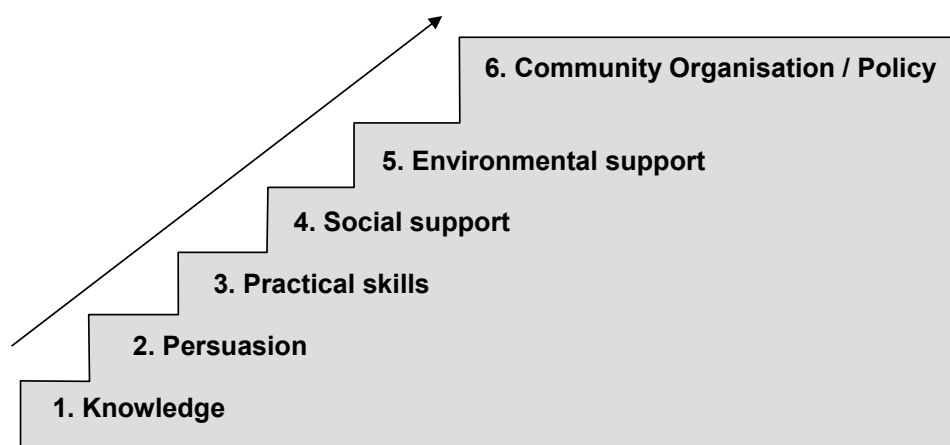 6. Community Organisation / Policy
5. Environmental support
4. Social support
3. Practical skills
2. Persuasion
1. Knowledge